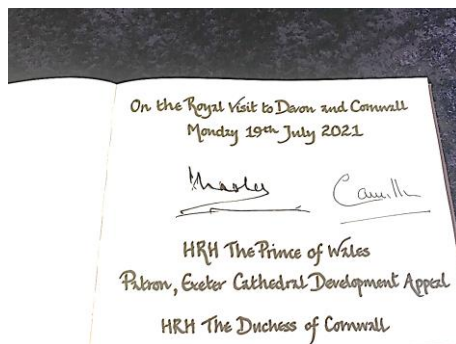 On the Royal Visit to Devon and Cornwall
Monday 19th July 2021
Charles Camilla
HRH The Prince of Wales
Patron, Exeter Cathedral Development Appeal
HRH The Duchess of Cornwall